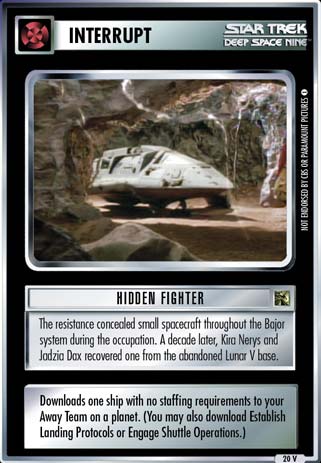 INTERRUPT
STAR TREK
DEEP SPACE NINE
NOT ENDORSED BY CBS OR PARAMOUNT PICTURES
HIDDEN FIGHTER
The resistance concealed small spacecraft throughout the Bajor
system during the occupation. A decade later, Kira Nerys and
Jadzia Dax recovered one from the abandoned Lunar V base.
Downloads one ship with no staffing requirements to your
Away Team on a planet. (You may also download Establish
Landing Protocols or Engage Shuttle Operations.)
20 V